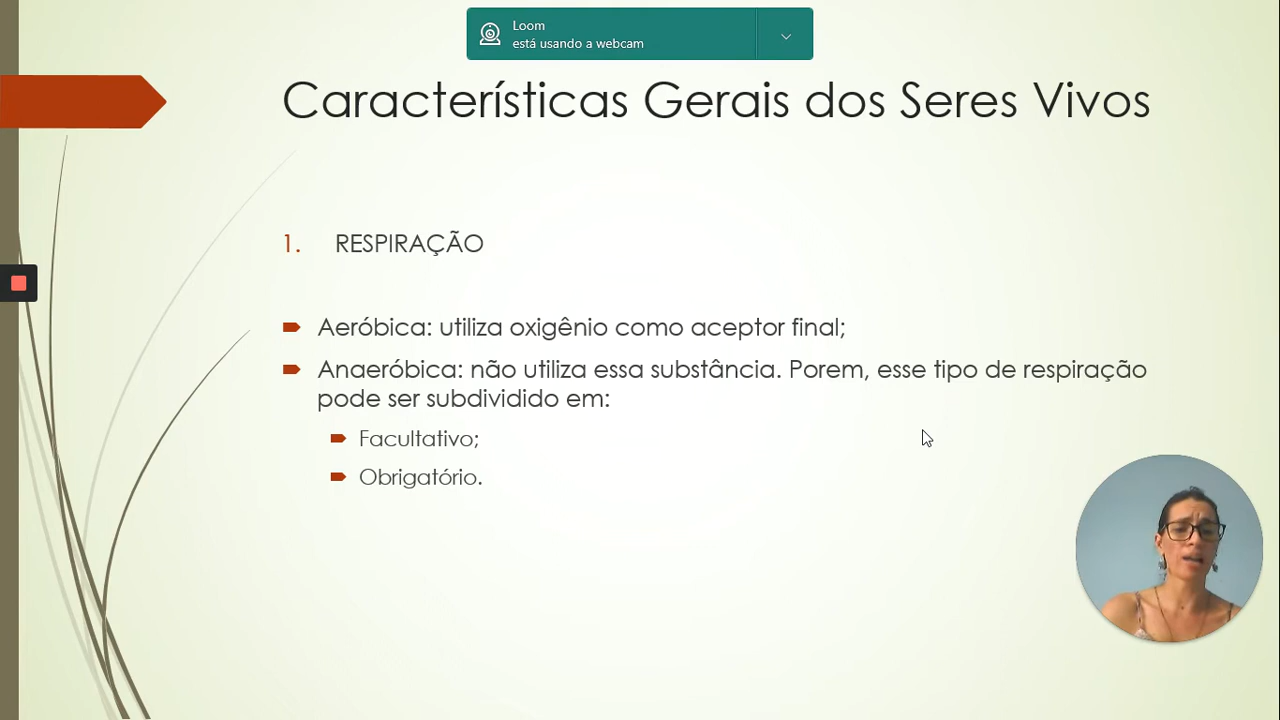 Loom
está usando a webcam
Características Gerais dos Seres Vivos
1. RESPIRAÇÃO
Aeróbica: utiliza oxigênio como aceptor final;
Anaeróbica: não utiliza essa substância. Porem, esse tipo de respiração
pode ser subdividido em:
Facultativo;
Obrigatório.